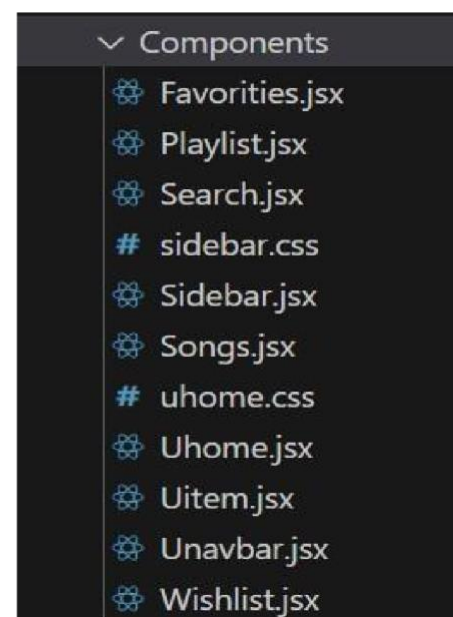 Components
Favorities.jsx
Playlist.jsx
Search.jsx
# sidebar.css
Sidebar.jsx
Songs.jsx
# uhome.css
Uhome.jsx
Uitem.jsx
Unavbar.jsx
Wishlist.jsx